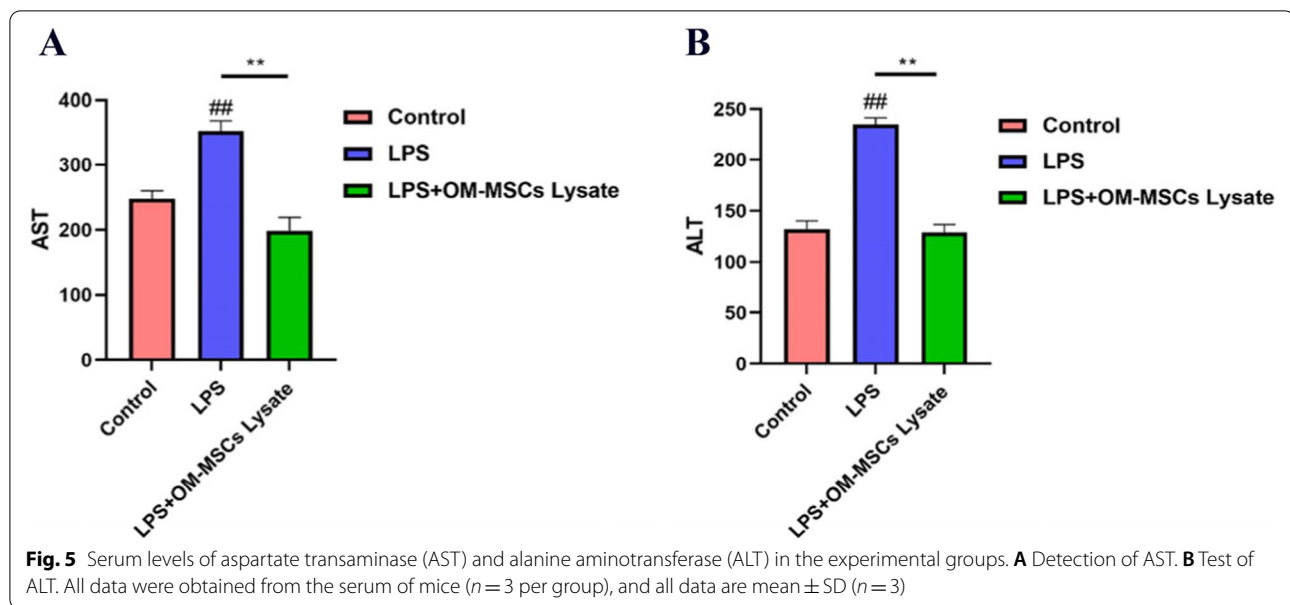 A
**
400
##
300
200
100
0
AST
Control
LPS
LPS+OM-MSCs Lysate
Control
LPS
LPS+OM-MSCs Lysate
B
**
250
##
200
150
100
50
0
ALT
Control
LPS
LPS+OM-MSCs Lysate
Control
LPS
LPS+OM-MSCs Lysate
Fig. 5 Serum levels of aspartate transaminase (AST) and alanine aminotransferase (ALT) in the experimental groups. A Detection of AST. B Test of
ALT. All data were obtained from the serum of mice (n = 3 per group), and all data are mean ± SD (n = 3)